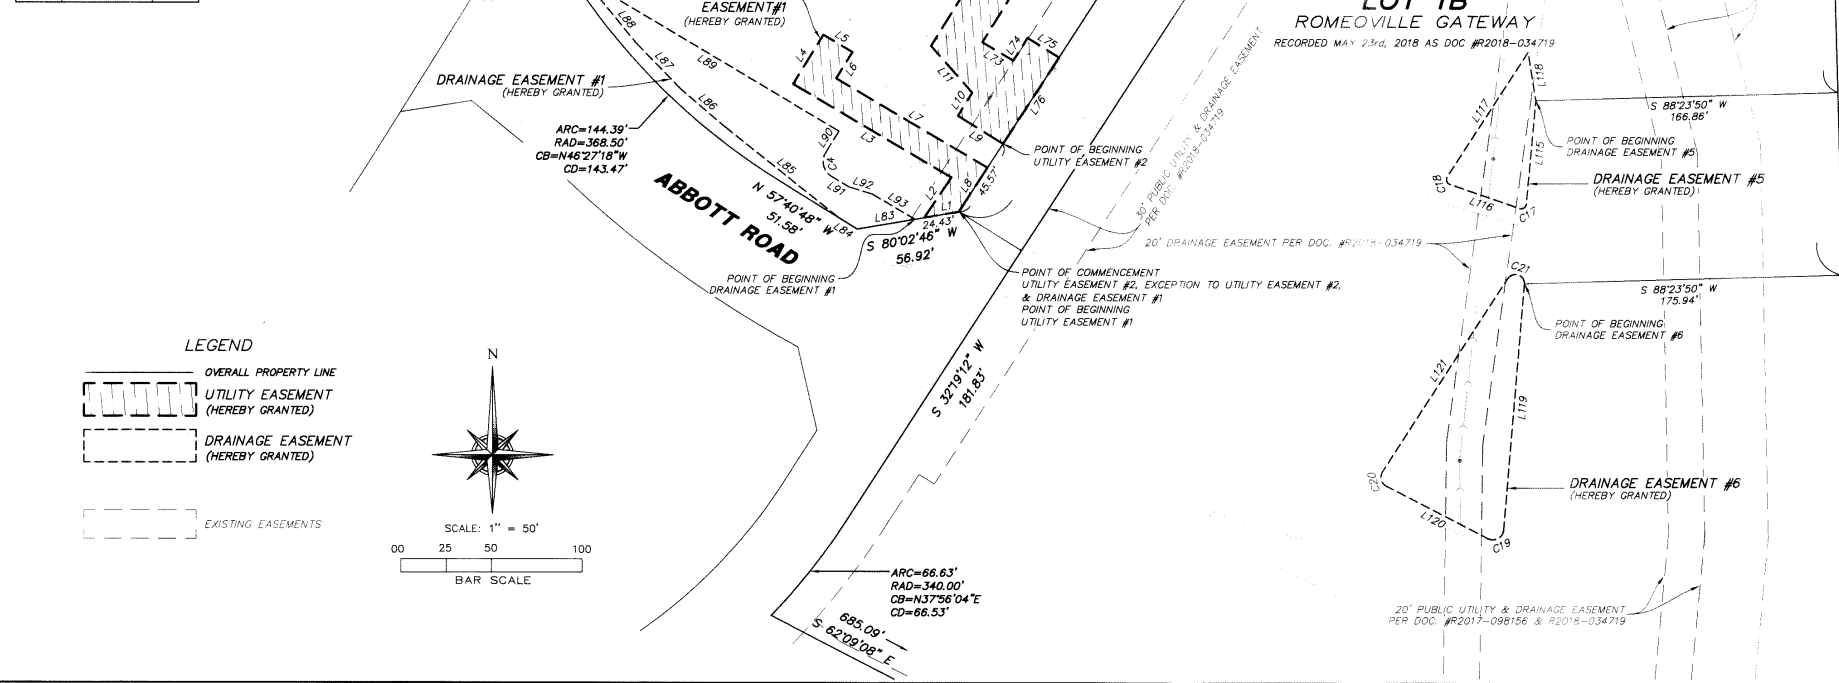 EASEMENT#1
(HEREBY GRANTED)
LOT 1B
ROMEOVILLE GATEWAY
RECORDED MAY 23rd, 2018 AS DOC #R2018-034719
L88
L87
L89
L86
L85
L84
L83
L90
C4
L91
L92
L93
L4
L5
L6
L7
L3
L2
L1
L8
L11
L10
L9
L73
L74
L75
L76
DRAINAGE EASEMENT #1
(HEREBY GRANTED)
ARC=144.39'
RAD=368.50'
CB=N46°27'18"W
CD=143.47'
ABBOTT ROAD
N 57°40'48" W
51.58'
24.43'
S 80°02'46" W
56.92'
45.57'
POINT OF BEGINNING
DRAINAGE EASEMENT #1
POINT OF BEGINNING
UTILITY EASEMENT #2
POINT OF COMMENCEMENT
UTILITY EASEMENT #2, EXCEPTION TO UTILITY EASEMENT #2,
& DRAINAGE EASEMENT #1
POINT OF BEGINNING
UTILITY EASEMENT #1
30' PUBLIC UTILITY & DRAINAGE EASEMENT
PER DOC. #R2018-034719
20' DRAINAGE EASEMENT PER DOC. #R2018-034719
L118
L117
L115
L116
C18
C17
S 88°23'50" W
166.86'
POINT OF BEGINNING
DRAINAGE EASEMENT #5
DRAINAGE EASEMENT #5
(HEREBY GRANTED)
C21
S 88°23'50" W
175.94'
POINT OF BEGINNING
DRAINAGE EASEMENT #6
L121
L119
L120
C20
C19
DRAINAGE EASEMENT #6
(HEREBY GRANTED)
S 32°19'12" W
181.83'
ARC=66.63'
RAD=340.00'
CB=N37°56'04"E
CD=66.53'
685.09'
S 62°09'08" E
20' PUBLIC UTILITY & DRAINAGE EASEMENT
PER DOC. #R2017-098156 & R2018-034719
LEGEND
OVERALL PROPERTY LINE
UTILITY EASEMENT
(HEREBY GRANTED)
DRAINAGE EASEMENT
(HEREBY GRANTED)
EXISTING EASEMENTS
N
SCALE: 1" = 50'
00 25 50 100
BAR SCALE